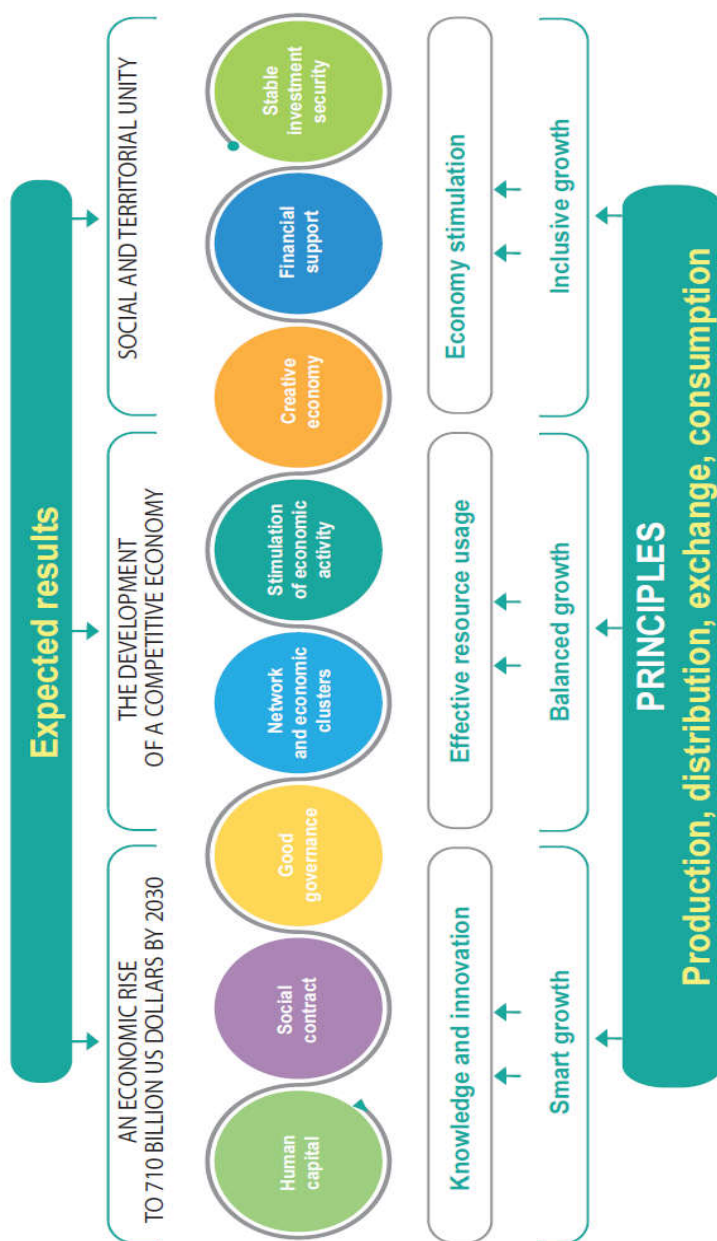 Expected results
AN ECONOMIC RISE
TO 710 BILLION US DOLLARS BY 2030
THE DEVELOPMENT
OF A COMPETITIVE ECONOMY
SOCIAL AND TERRITORIAL UNITY
Human
capital
Social
contract
Good
governance
Network
and economic
clusters
Stimulation
of economic
activity
Creative
economy
Financial
support
Stable
investment
security
Knowledge and innovation
Effective resource usage
Economy stimulation
Smart growth
Balanced growth
Inclusive growth
PRINCIPLES
Production, distribution, exchange, consumption